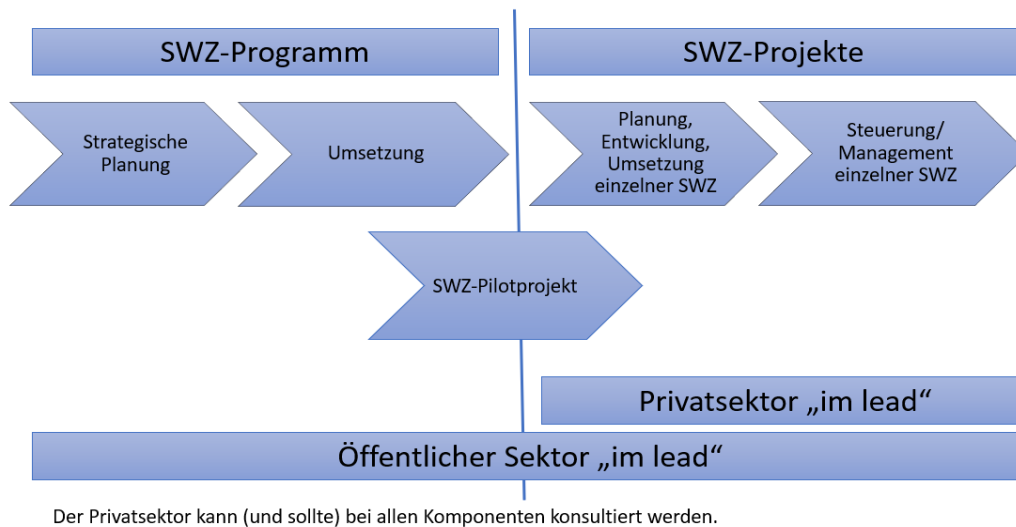 SWZ-Programm
SWZ-Projekte
Strategische
Planung
Umsetzung
Planung,
Entwicklung,
Umsetzung
einzelner SWZ
Steuerung/
Management
einzelner SWZ
SWZ-Pilotprojekt
Privatsektor „im lead“
Öffentlicher Sektor „im lead“
Der Privatsektor kann (und sollte) bei allen Komponenten konsultiert werden.